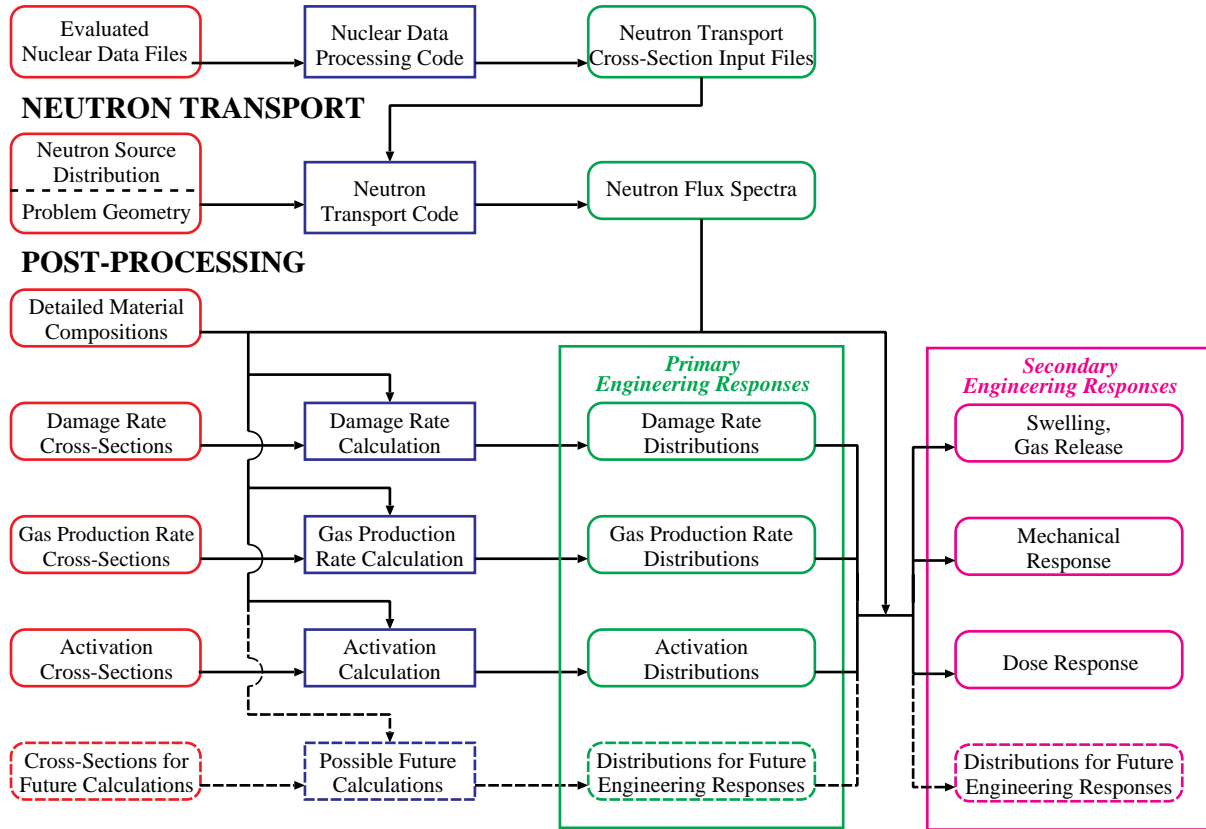 Evaluated
Nuclear Data Files
Nuclear Data
Processing Code
Neutron Transport
Cross-Section Input Files
NEUTRON TRANSPORT
Neutron Source
Distribution
Problem Geometry
Neutron
Transport Code
Neutron Flux Spectra
POST-PROCESSING
Detailed Material
Compositions
Primary
Engineering Responses
Secondary
Engineering Responses
Damage Rate
Cross-Sections
Damage Rate
Calculation
Damage Rate
Distributions
Swelling,
Gas Release
Gas Production Rate
Cross-Sections
Gas Production
Rate Calculation
Gas Production Rate
Distributions
Mechanical
Response
Activation
Cross-Sections
Activation
Calculation
Activation
Distributions
Dose Response
Cross-Sections for
Future Calculations
Possible Future
Calculations
Distributions for Future
Engineering Responses
Distributions for Future
Engineering Responses